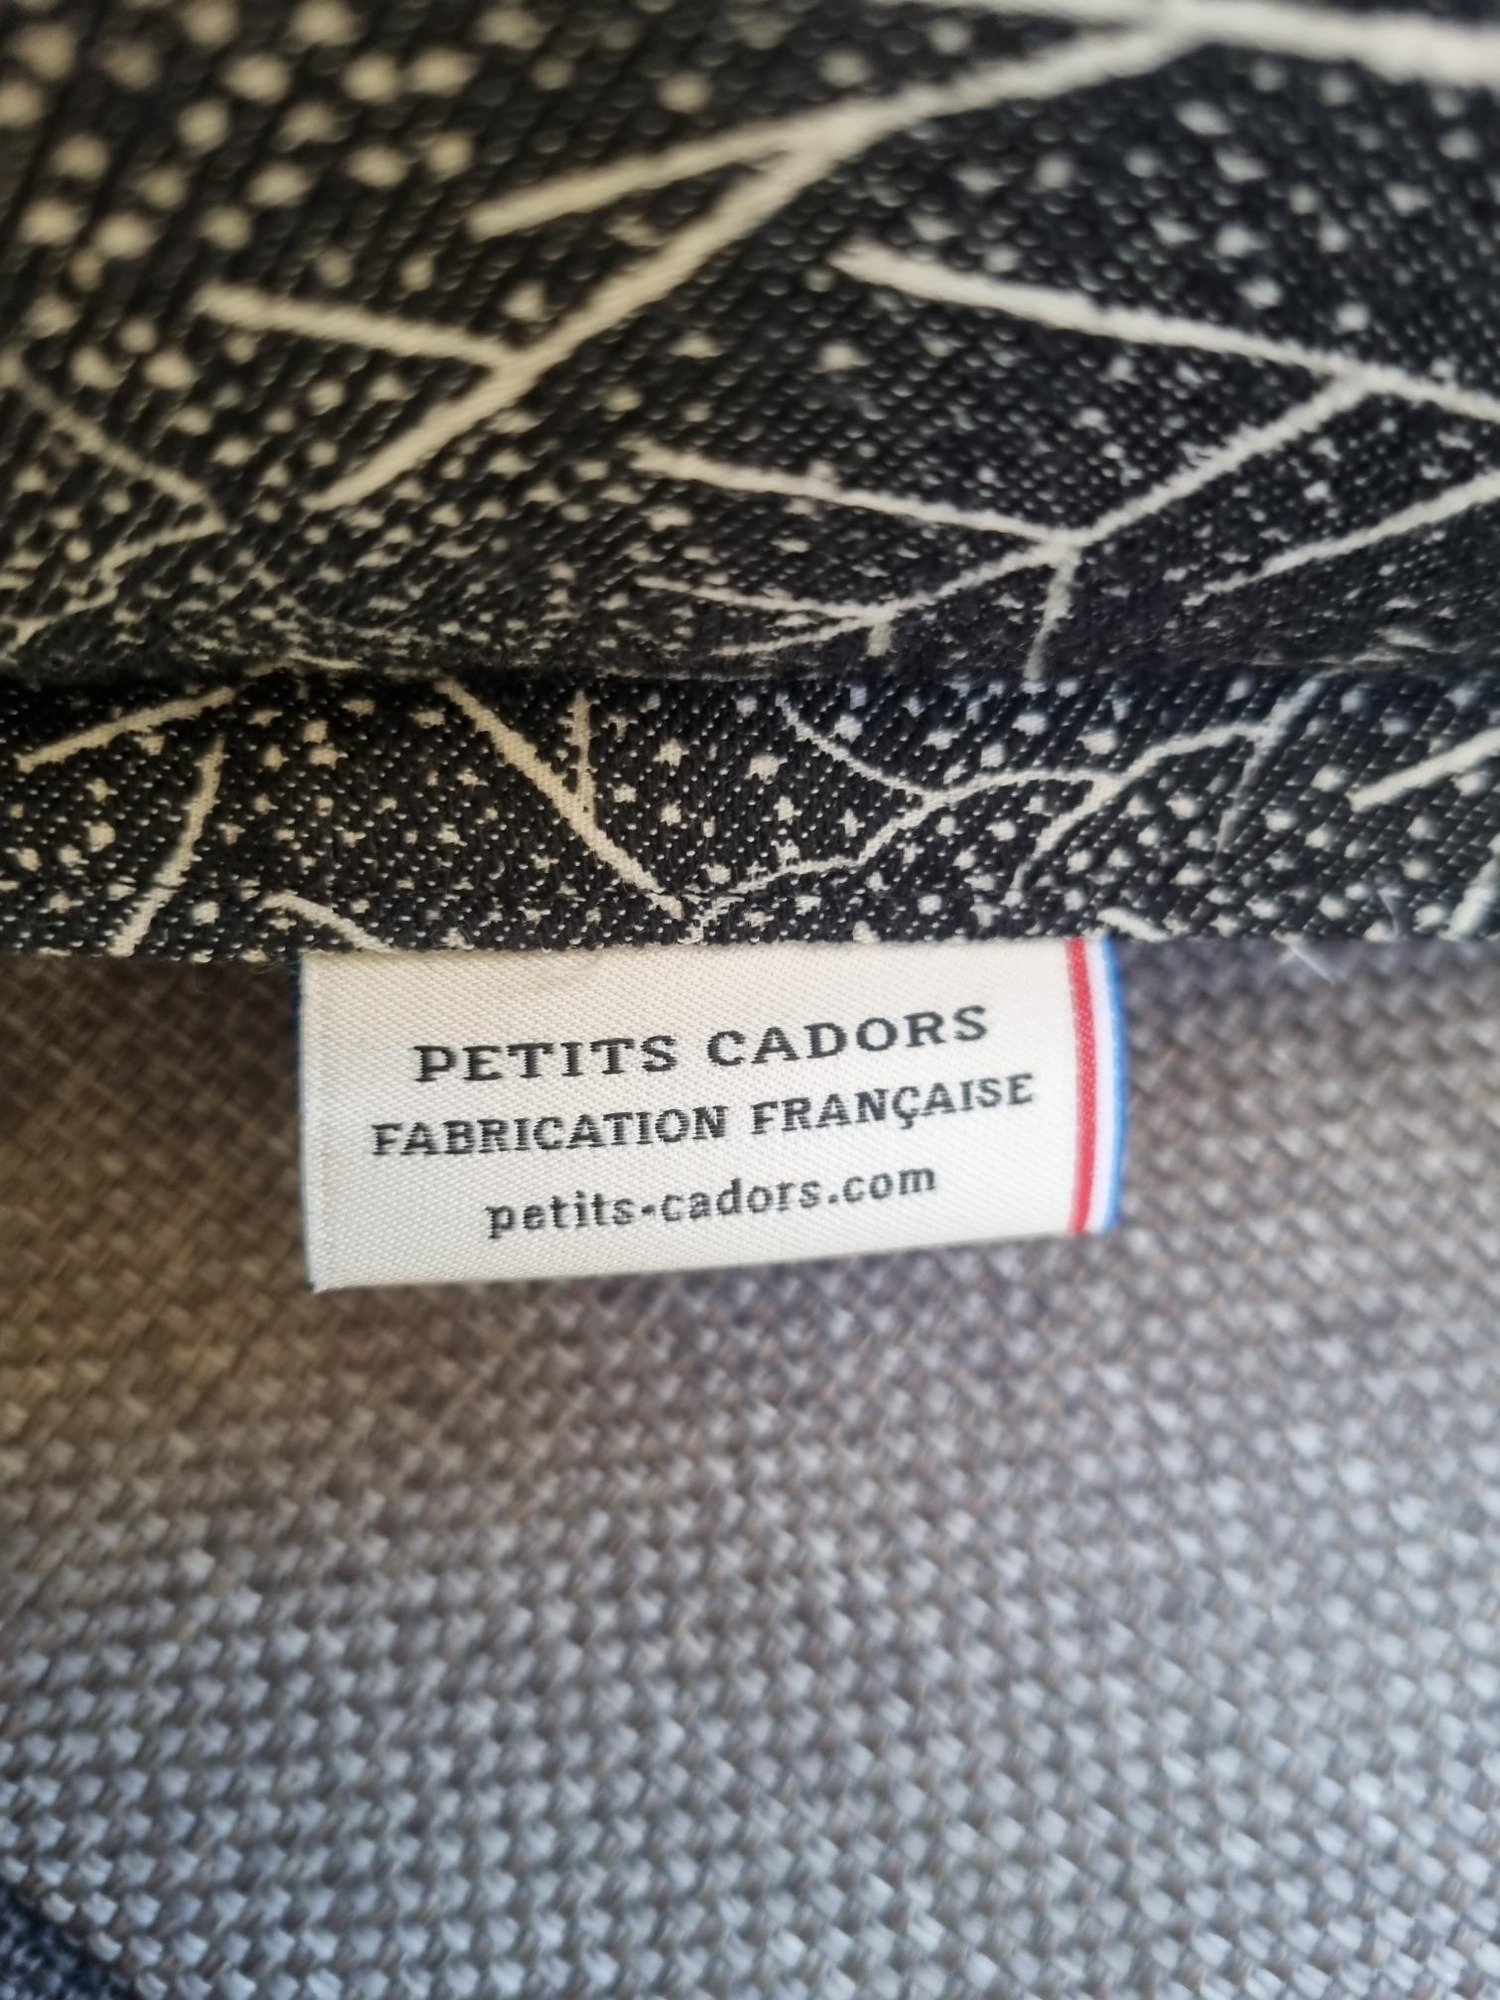 PETITS CADORS
FABRICATION FRANÇAISE
petits-cadors.com